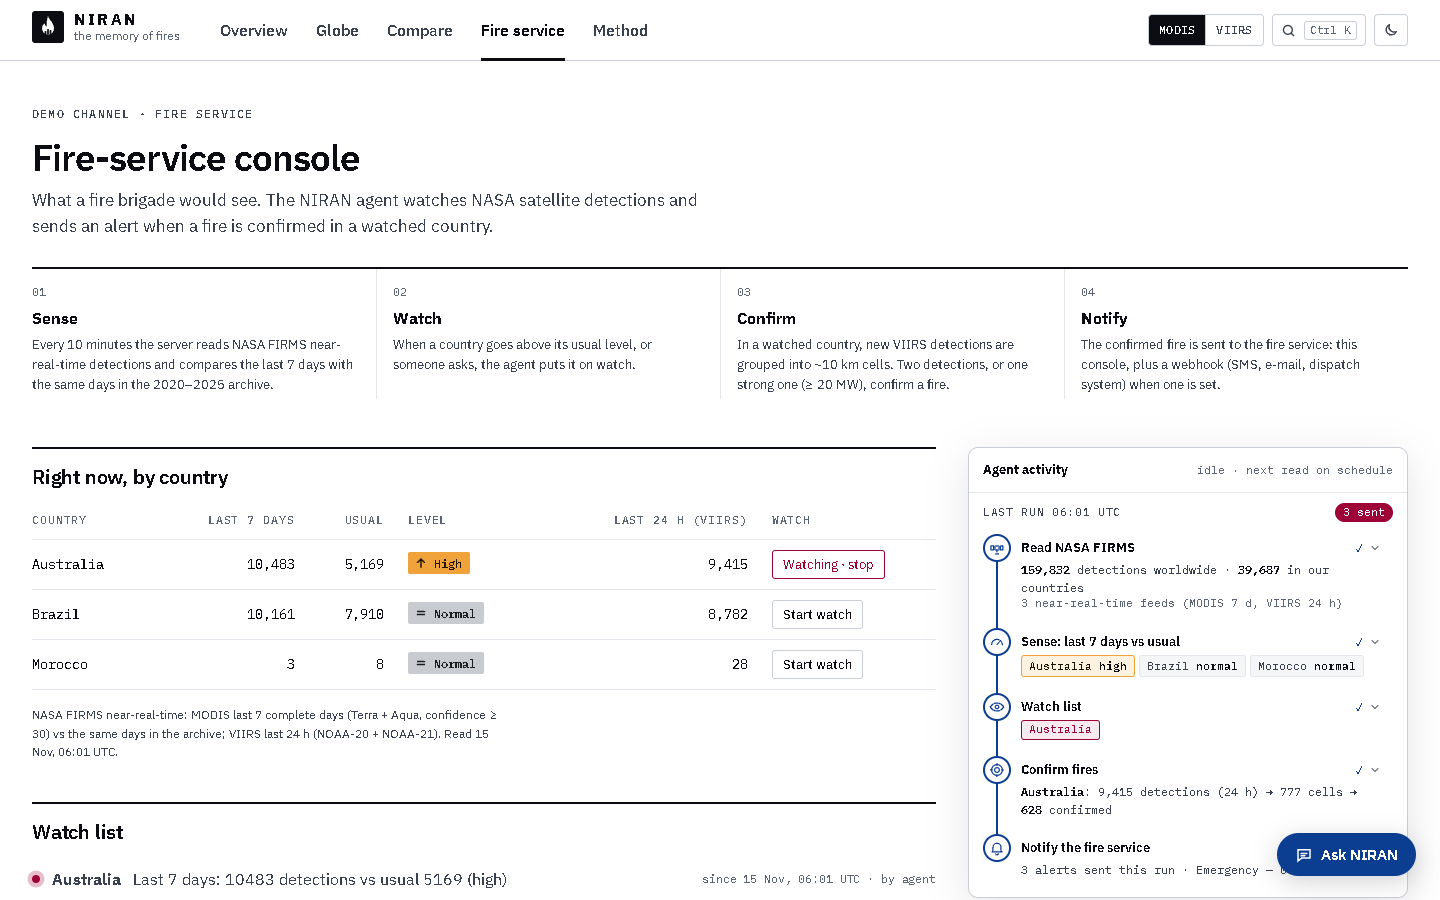 NIRAN
the memory of fires
Overview
Globe
Compare
Fire service
Method
MODIS
VIIRS
Ctrl K
DEMO CHANNEL · FIRE SERVICE
Fire-service console
What a fire brigade would see. The NIRAN agent watches NASA satellite detections and
sends an alert when a fire is confirmed in a watched country.
01
Sense
Every 10 minutes the server reads NASA FIRMS near-
real-time detections and compares the last 7 days with
the same days in the 2020–2025 archive.
02
Watch
When a country goes above its usual level, or
someone asks, the agent puts it on watch.
03
Confirm
In a watched country, new VIIRS detections are
grouped into ~10 km cells. Two detections, or one
strong one (≥ 20 MW), confirm a fire.
04
Notify
The confirmed fire is sent to the fire service: this
console, plus a webhook (SMS, e-mail, dispatch
system) when one is set.
Right now, by country
COUNTRY LAST 7 DAYS USUAL LEVEL LAST 24 H (VIIRS) WATCH
Australia 10,483 5,169 ↑ High 9,415 Watching · stop
Brazil 10,161 7,910 = Normal 8,782 Start watch
Morocco 3 8 = Normal 28 Start watch
NASA FIRMS near-real-time: MODIS last 7 complete days (Terra + Aqua, confidence ≥
30) vs the same days in the archive; VIIRS last 24 h (NOAA-20 + NOAA-21). Read 15
Nov, 06:01 UTC.
Watch list
Australia Last 7 days: 10483 detections vs usual 5169 (high) since 15 Nov, 06:01 UTC · by agent
Agent activity idle · next read on schedule
LAST RUN 06:01 UTC 3 sent
Read NASA FIRMS ✓
159,832 detections worldwide · 39,687 in our
countries
3 near-real-time feeds (MODIS 7 d, VIIRS 24 h)
Sense: last 7 days vs usual ✓
Australia high Brazil normal Morocco normal
Watch list ✓
Australia
Confirm fires ✓
Australia: 9,415 detections (24 h) → 777 cells →
628 confirmed
Notify the fire service
3 alerts sent this run · Emergency —
Ask NIRAN